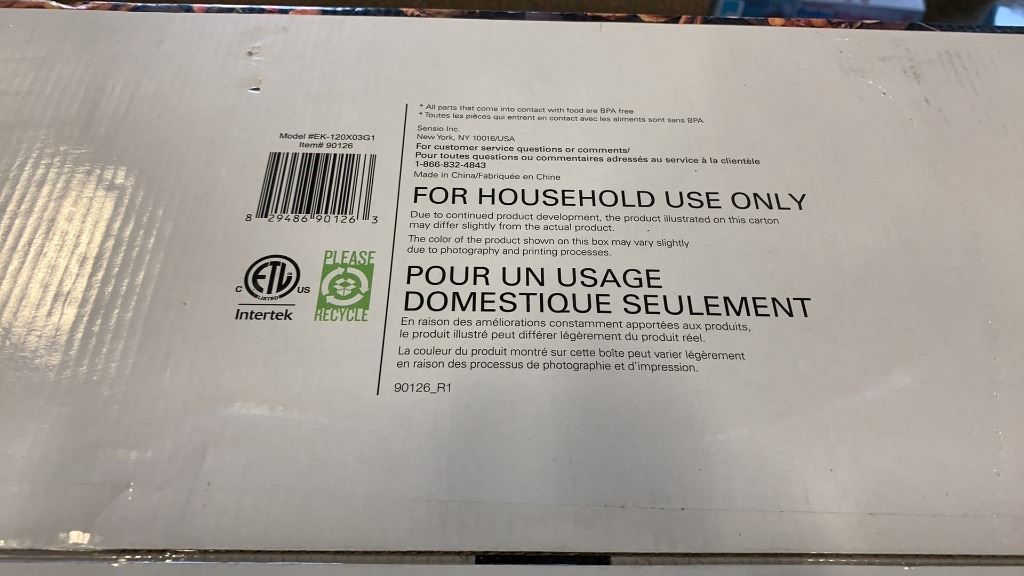 Model #EK-120X03G1
Item# 90126
8 29486 90126 3
C ETL US
LISTED
Intertek
PLEASE
RECYCLE
* All parts that come into contact with food are BPA free
* Toutes les pièces qui entrent en contact avec les aliments sont sans BPA
Sensio Inc.
New York, NY 10016/USA
For customer service questions or comments/
Pour toutes questions ou commentaires adressés au service à la clientèle
1-866-832-4843
Made in China/Fabriquée en Chine
FOR HOUSEHOLD USE ONLY
Due to continued product development, the product illustrated on this carton
may differ slightly from the actual product.
The color of the product shown on this box may vary slightly
due to photography and printing processes.
POUR UN USAGE
DOMESTIQUE SEULEMENT
En raison des améliorations constamment apportées aux produits,
le produit illustré peut différer légèrement du produit réel.
La couleur du produit montré sur cette boîte peut varier légèrement
en raison des processus de photographie et d'impression.
90126_R1